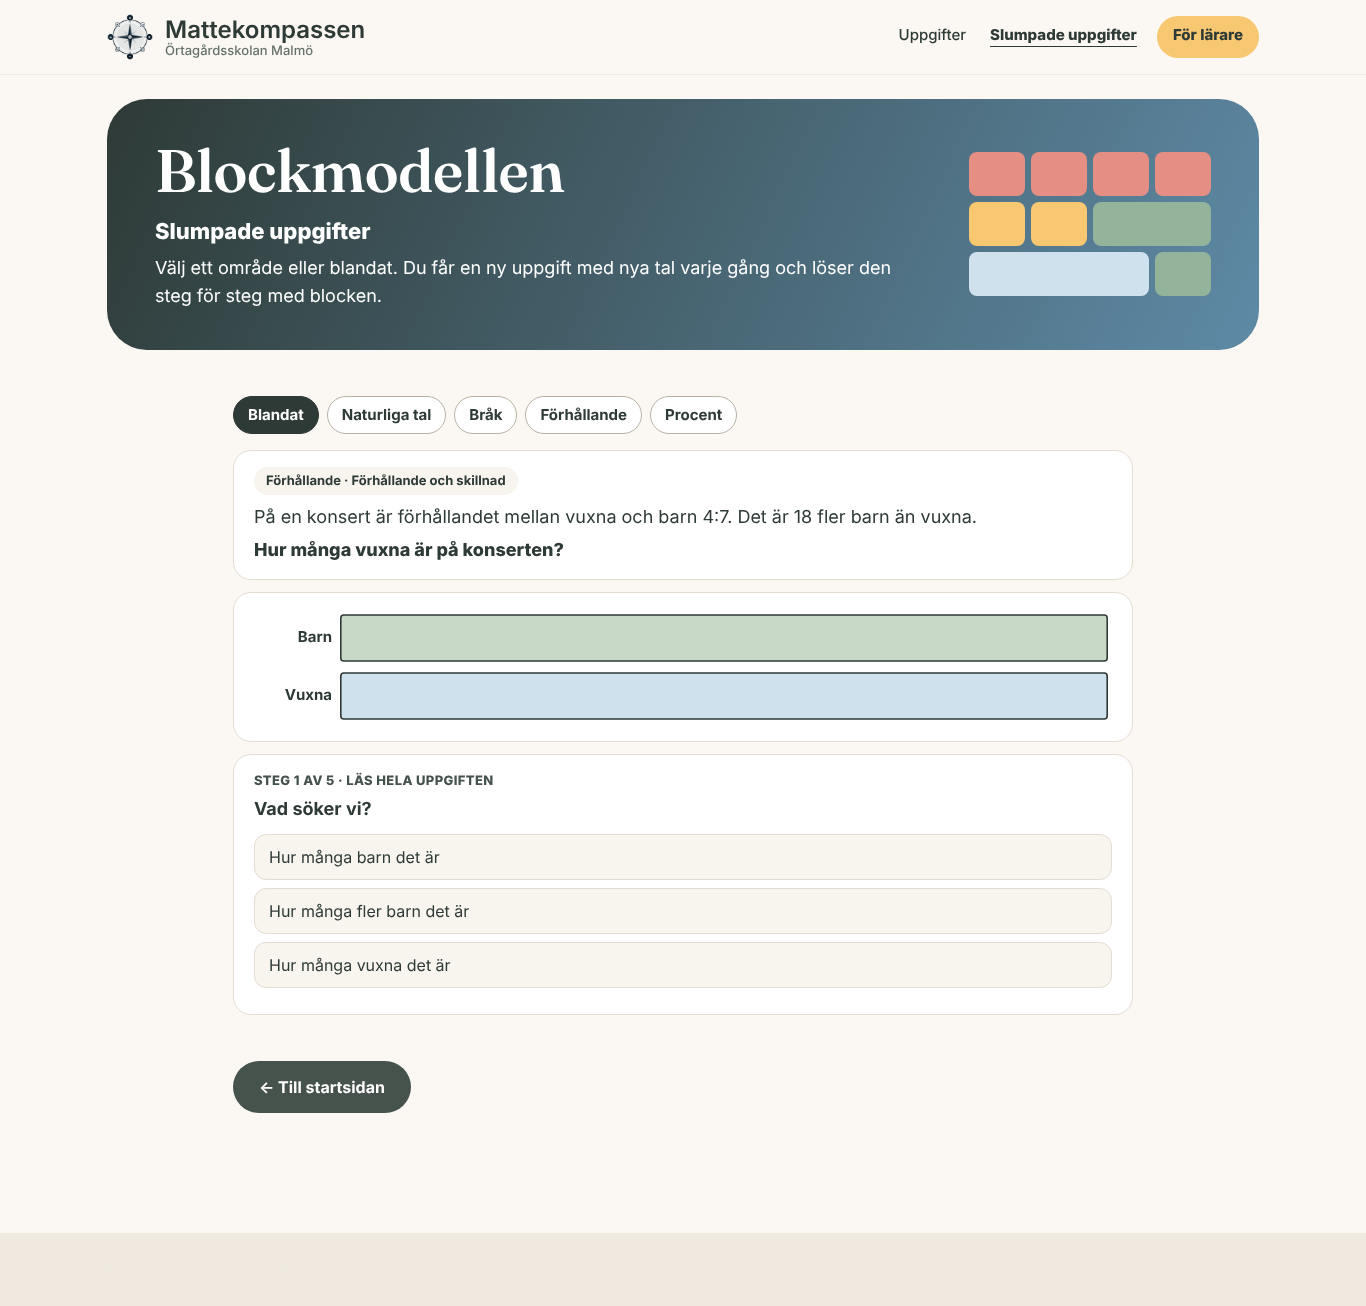 Mattekompassen
Örtagårdsskolan Malmö
Uppgifter
Slumpade uppgifter
För lärare
Blockmodellen
Slumpade uppgifter
Välj ett område eller blandat. Du får en ny uppgift med nya tal varje gång och löser den
steg för steg med blocken.
Blandat
Naturliga tal
Bråk
Förhållande
Procent
Förhållande · Förhållande och skillnad
På en konsert är förhållandet mellan vuxna och barn 4:7. Det är 18 fler barn än vuxna.
Hur många vuxna är på konserten?
Barn
Vuxna
STEG 1 AV 5 · LÄS HELA UPPGIFTEN
Vad söker vi?
Hur många barn det är
Hur många fler barn det är
Hur många vuxna det är
← Till startsidan